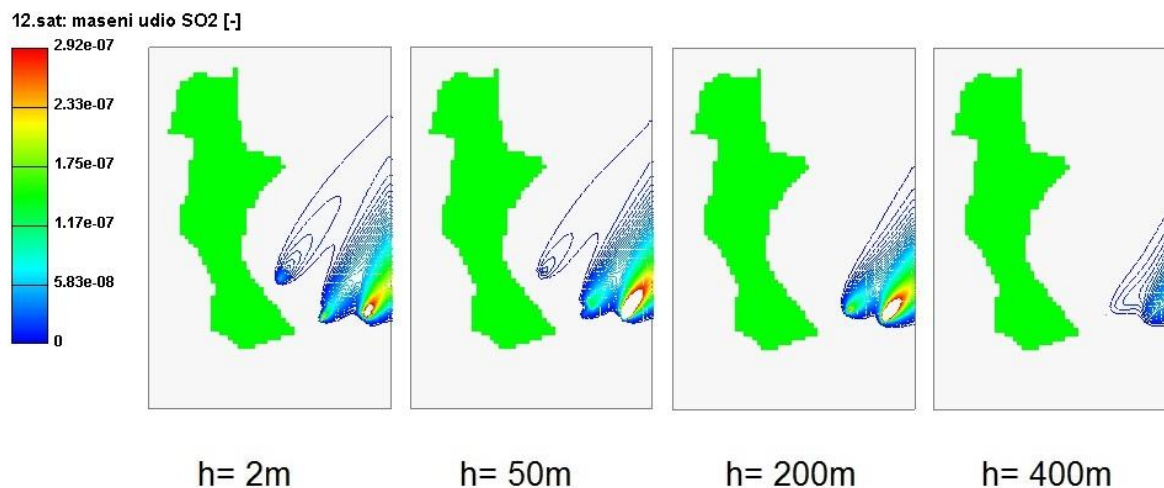 12.sat: maseni udio SO2 [-]
2.92e-07
2.33e-07
1.75e-07
1.17e-07
5.83e-08
0
h= 2m
h= 50m
h= 200m
h= 400m